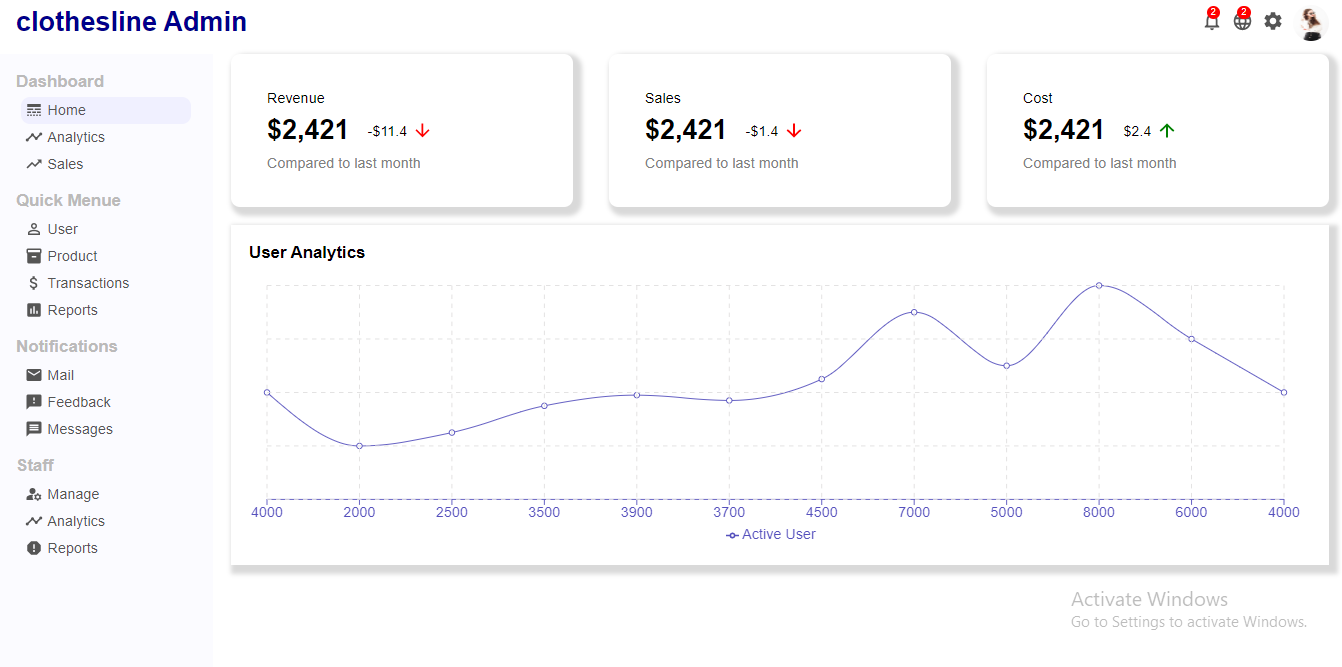 clothesline Admin
2
2
Dashboard
Home
Analytics
Sales
Quick Menue
User
Product
Transactions
Reports
Notifications
Mail
Feedback
Messages
Staff
Manage
Analytics
Reports
Revenue
$2,421 -$11.4
Compared to last month
Sales
$2,421 -$1.4
Compared to last month
Cost
$2,421 $2.4
Compared to last month
User Analytics
4000 2000 2500 3500 3900 3700 4500 7000 5000 8000 6000 4000
Active User
Activate Windows
Go to Settings to activate Windows.